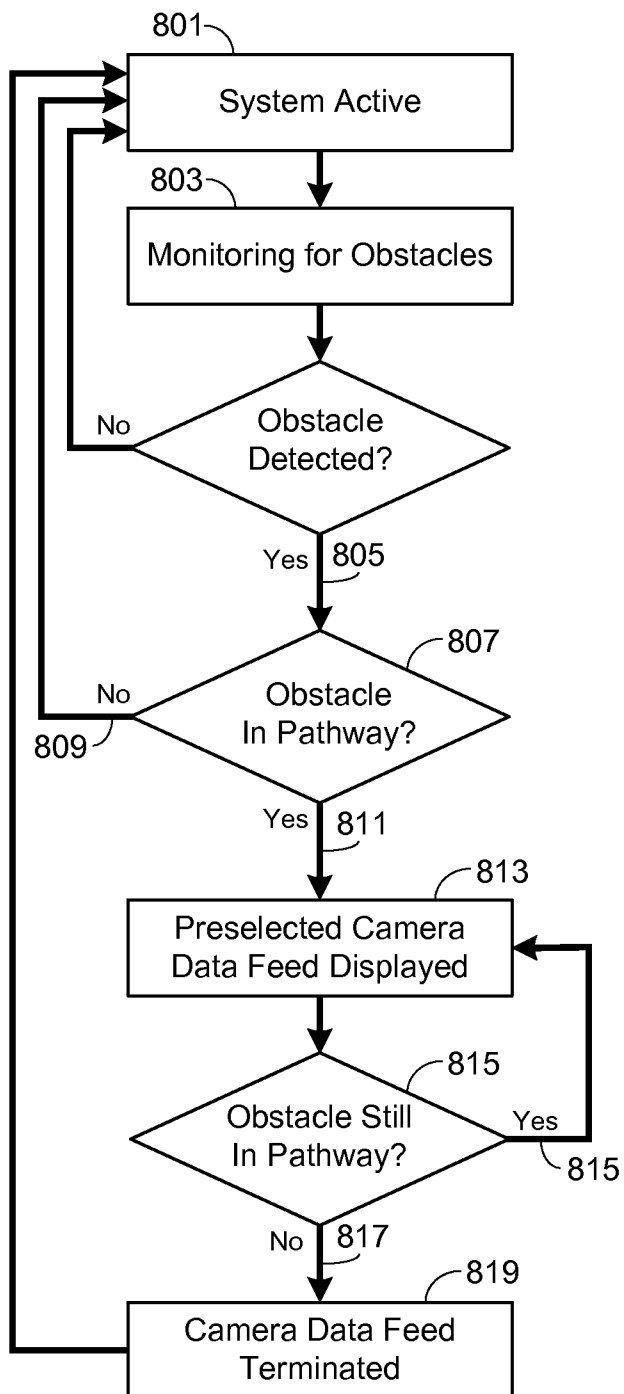 801
System Active
803
Monitoring for Obstacles
Obstacle
Detected?
No
Yes
805
807
Obstacle
In Pathway?
No
809
Yes
811
813
Preselected Camera
Data Feed Displayed
815
Obstacle Still
In Pathway?
Yes
815
No
817
819
Camera Data Feed
Terminated